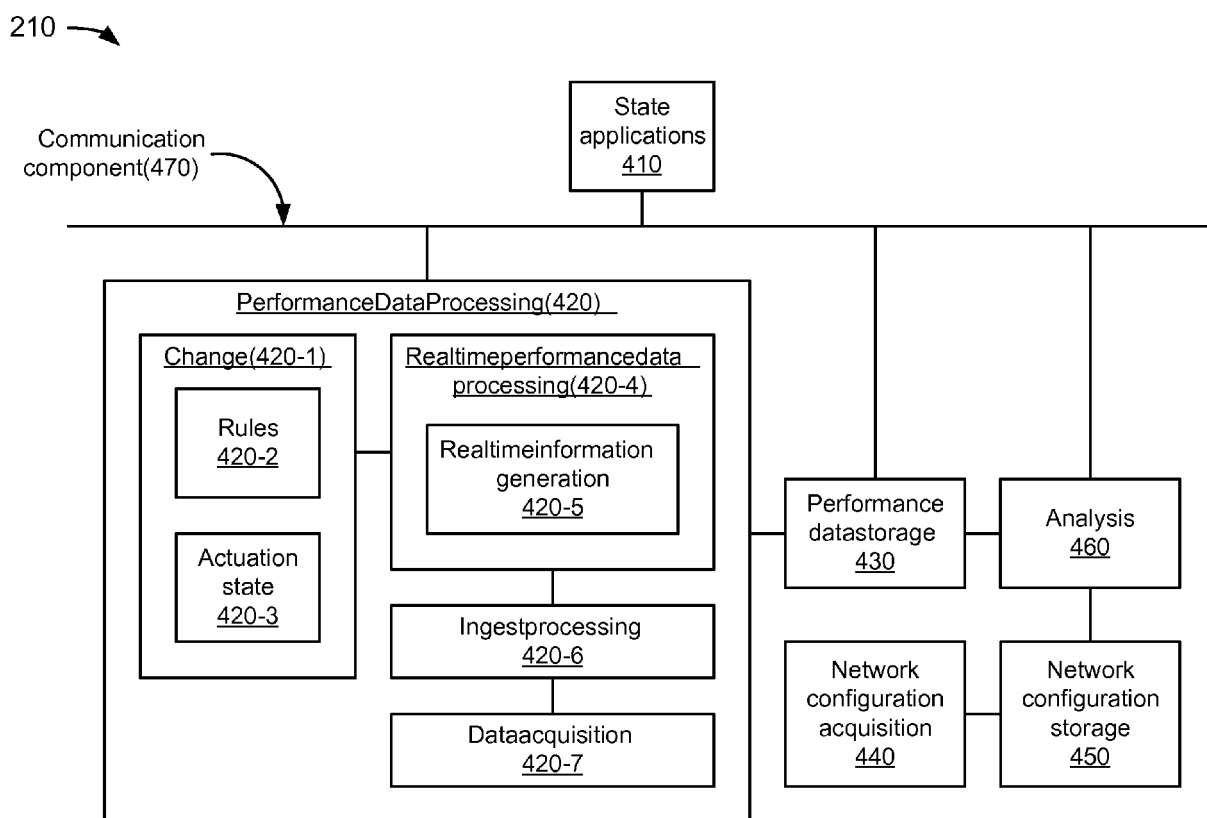 210
State
applications
410
Communication
component(470)
PerformanceDataProcessing(420)
Change(420-1)
Rules
420-2
Actuation
state
420-3
Realtimeperformancedata
processing(420-4)
Realtimeinformation
generation
420-5
Ingestprocessing
420-6
Dataacquisition
420-7
Performance
datastorage
430
Analysis
460
Network
configuration
acquisition
440
Network
configuration
storage
450